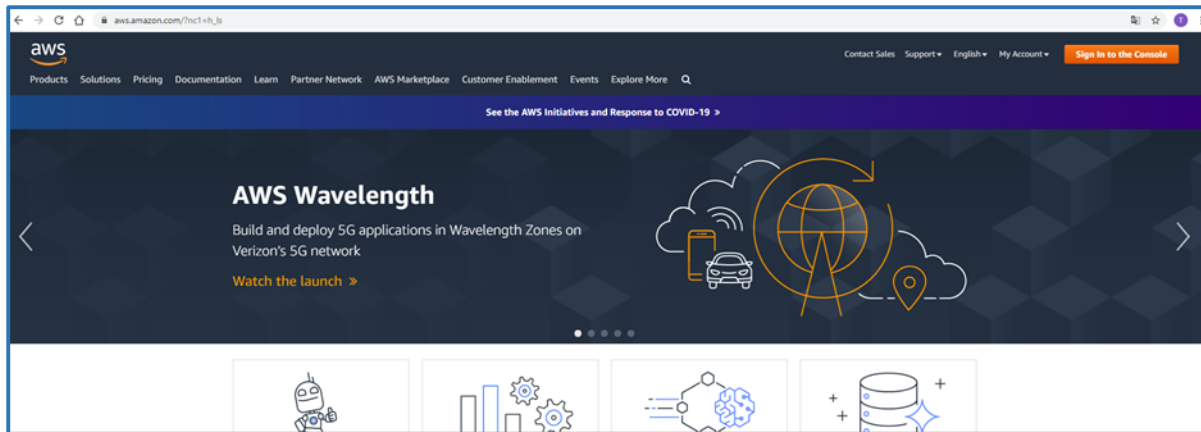 aws.amazon.com/?nc1=h_ls
T
aws
Contact Sales Support English My Account Sign In to the Console
Products Solutions Pricing Documentation Learn Partner Network AWS Marketplace Customer Enablement Events Explore More
See the AWS Initiatives and Response to COVID-19 »
AWS Wavelength
Build and deploy 5G applications in Wavelength Zones on
Verizon's 5G network
Watch the launch »